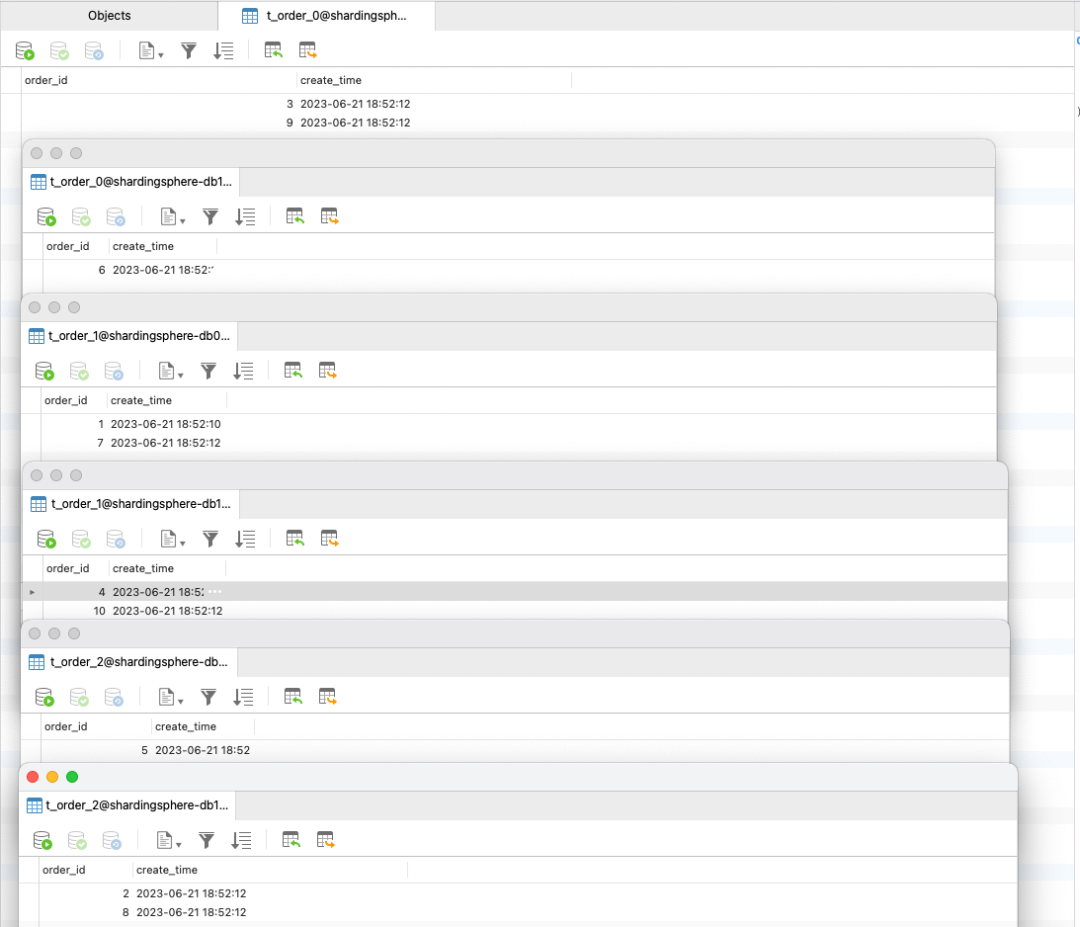 Objects
t_order_0@shardingsph...
order_id create_time
3 2023-06-21 18:52:12
9 2023-06-21 18:52:12
t_order_0@shardingsphere-db1...
order_id create_time
6 2023-06-21 18:52:
t_order_1@shardingsphere-db0...
order_id create_time
1 2023-06-21 18:52:10
7 2023-06-21 18:52:12
t_order_1@shardingsphere-db1...
order_id create_time
4 2023-06-21 18:52: ...
10 2023-06-21 18:52:12
t_order_2@shardingsphere-db...
order_id create_time
5 2023-06-21 18:52
t_order_2@shardingsphere-db1...
order_id create_time
2 2023-06-21 18:52:12
8 2023-06-21 18:52:12